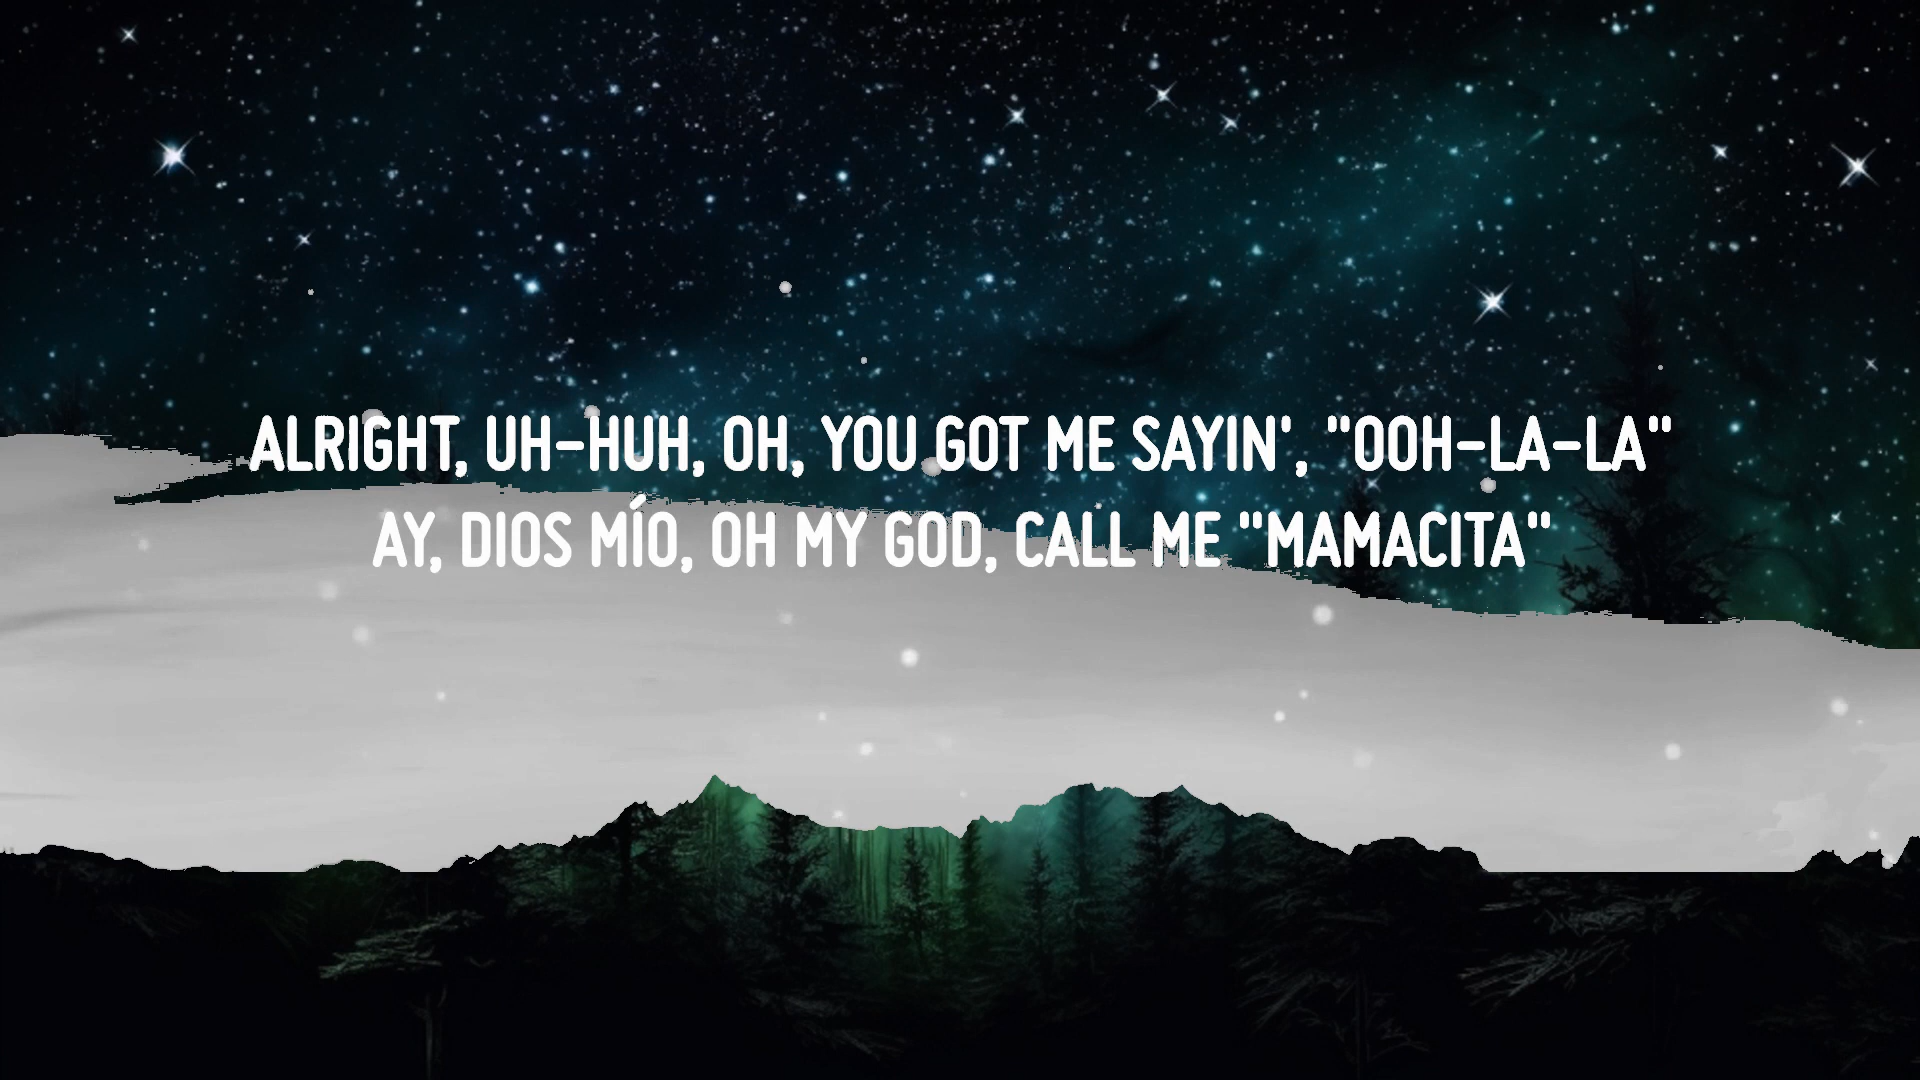 ALRIGHT, UH-HUH, OH, YOU GOT ME SAYIN', "OOH-LA-LA"
AY, DIOS MÍO, OH MY GOD, CALL ME "MAMACITA"